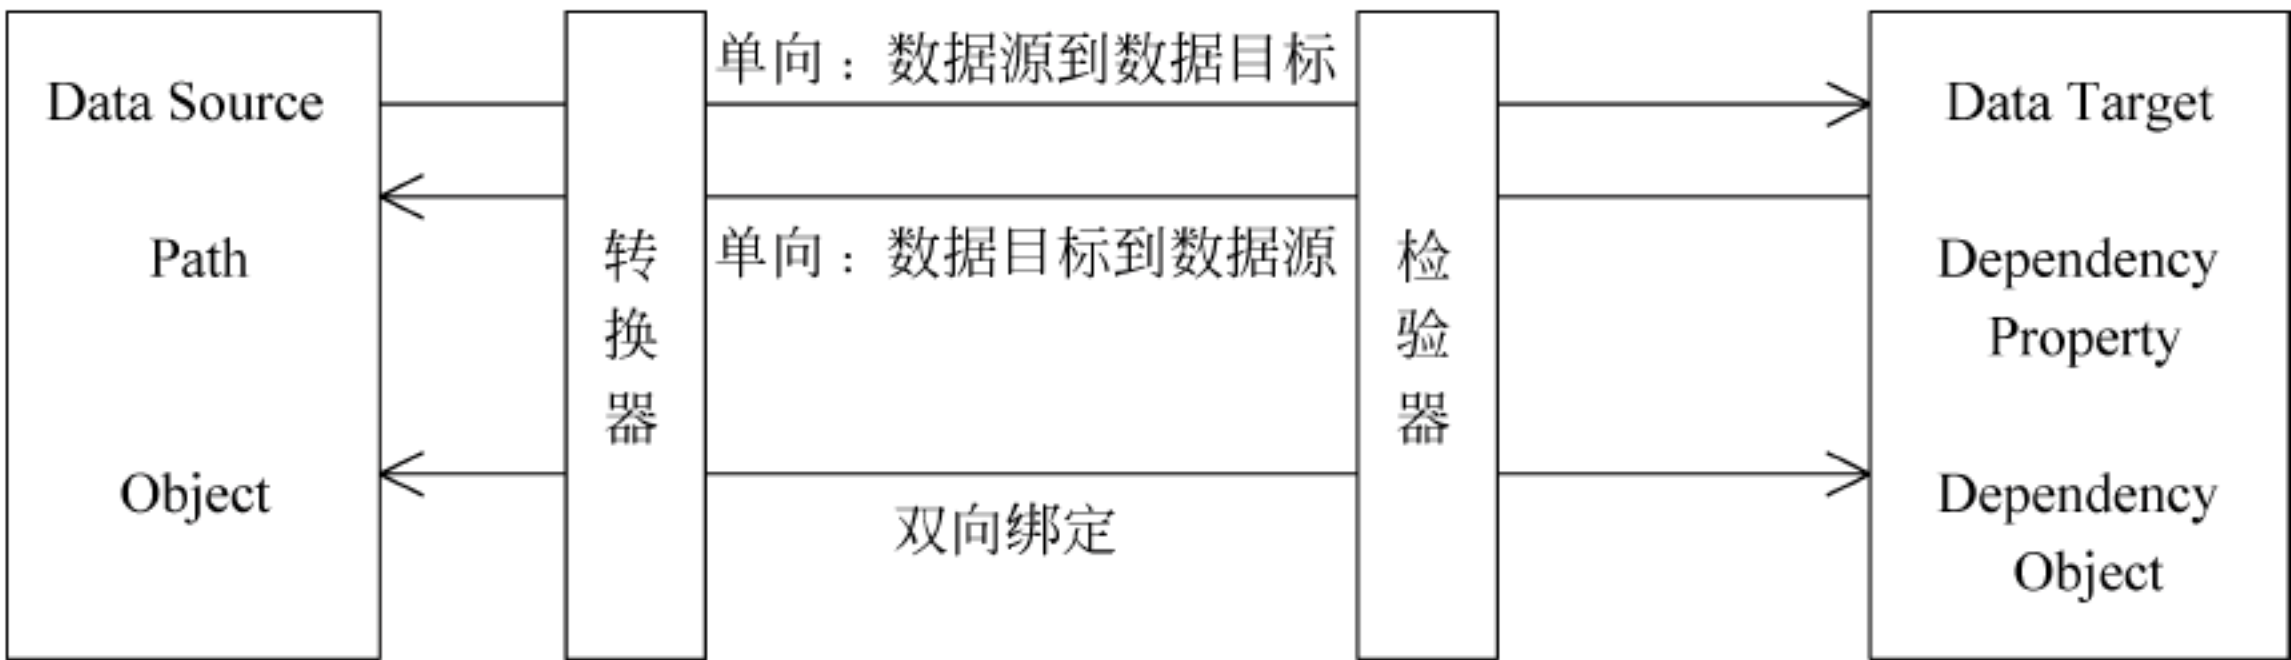 Data Source
Path
Object
转
换
器
单向：数据源到数据目标
单向：数据目标到数据源
双向绑定
检
验
器
Data Target
Dependency
Property
Dependency
Object